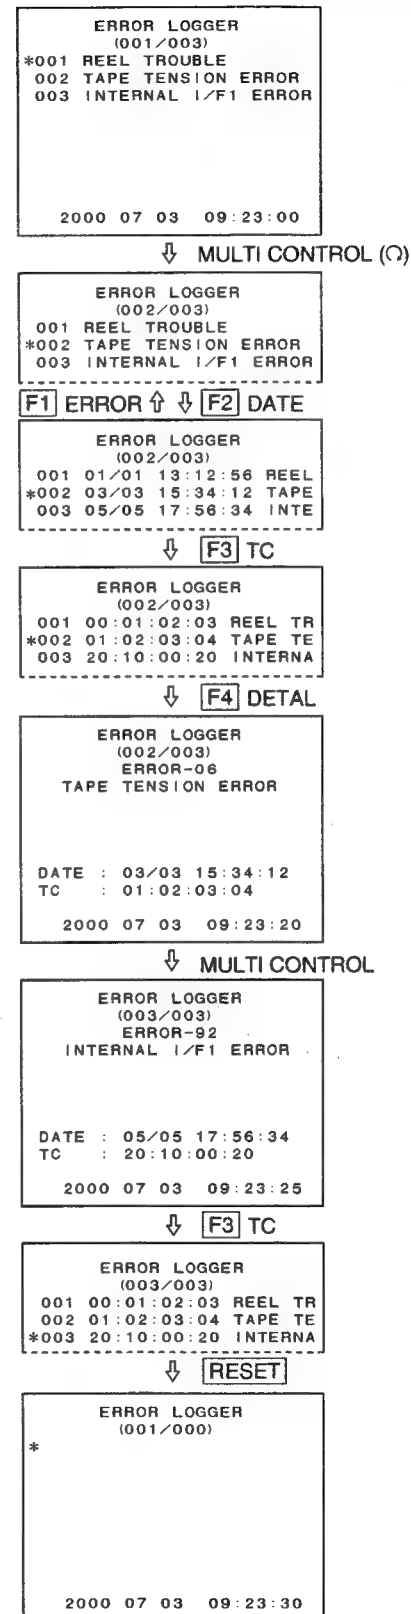 ERROR LOGGER
(001/003)
*001 REEL TROUBLE
002 TAPE TENSION ERROR
003 INTERNAL I/F1 ERROR
2000 07 03 09:23:00
⇩ MULTI CONTROL (↻)
ERROR LOGGER
(002/003)
001 REEL TROUBLE
*002 TAPE TENSION ERROR
003 INTERNAL I/F1 ERROR
F1 ERROR ⇧ ⇩ F2 DATE
ERROR LOGGER
(002/003)
001 01/01 13:12:56 REEL
*002 03/03 15:34:12 TAPE
003 05/05 17:56:34 INTE
⇩ F3 TC
ERROR LOGGER
(002/003)
001 00:01:02:03 REEL TR
*002 01:02:03:04 TAPE TE
003 20:10:00:20 INTERNA
⇩ F4 DETAL
ERROR LOGGER
(002/003)
ERROR-06
TAPE TENSION ERROR
DATE : 03/03 15:34:12
TC : 01:02:03:04
2000 07 03 09:23:20
⇩ MULTI CONTROL
ERROR LOGGER
(003/003)
ERROR-92
INTERNAL I/F1 ERROR
DATE : 05/05 17:56:34
TC : 20:10:00:20
2000 07 03 09:23:25
⇩ F3 TC
ERROR LOGGER
(003/003)
001 00:01:02:03 REEL TR
002 01:02:03:04 TAPE TE
*003 20:10:00:20 INTERNA
⇩ RESET
ERROR LOGGER
(001/000)
*
2000 07 03 09:23:30